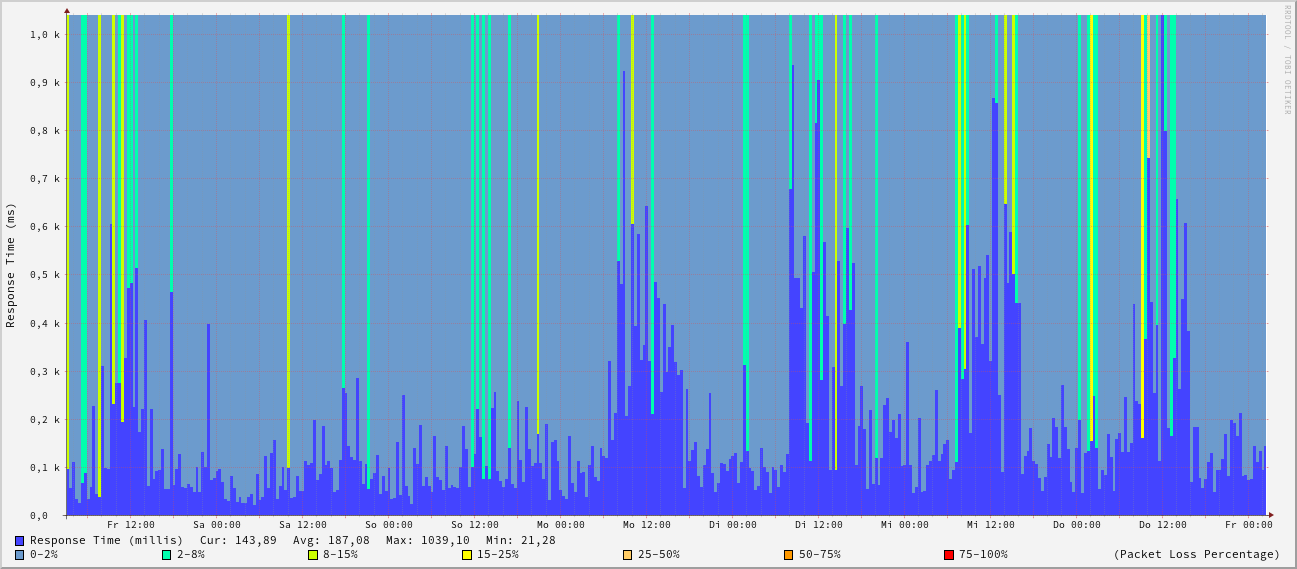 RRDTOOL / TOBI OETIKER
Response Time (ms)
1,0 k
0,9 k
0,8 k
0,7 k
0,6 k
0,5 k
0,4 k
0,3 k
0,2 k
0,1 k
0,0
Fr 12:00 Sa 00:00 Sa 12:00 So 00:00 So 12:00 Mo 00:00 Mo 12:00 Di 00:00 Di 12:00 Mi 00:00 Mi 12:00 Do 00:00 Do 12:00 Fr 00:00
Response Time (millis) Cur: 143,89 Avg: 187,08 Max: 1039,10 Min: 21,28
0-2% 2-8% 8-15% 15-25% 25-50% 50-75% 75-100% (Packet Loss Percentage)